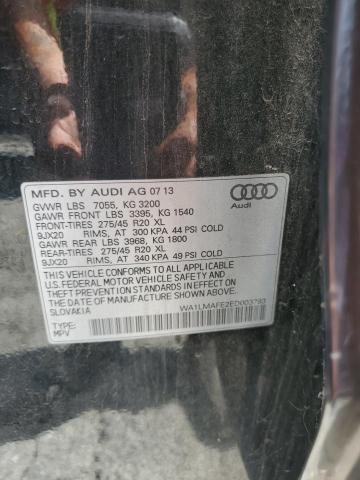 MFD. BY AUDI AG 07 13
GVWR LBS 7055, KG 3200
GAWR FRONT LBS 3395, KG 1540
FRONT-TIRES 275/45 R20 XL
9JX20 RIMS, AT 300 KPA 44 PSI COLD
GAWR REAR LBS 3968, KG 1800
REAR-TIRES 275/45 R20 XL
9JX20 RIMS, AT 340 KPA 49 PSI COLD
THIS VEHICLE CONFORMS TO ALL APPLICABLE
U.S. FEDERAL MOTOR VEHICLE SAFETY AND
THEFT PREVENTION STANDARDS IN EFFECT ON
THE DATE OF MANUFACTURE SHOWN ABOVE.
SLOVAKIA
TYPE:
MPV
WA1LMAFE2ED003793
Audi